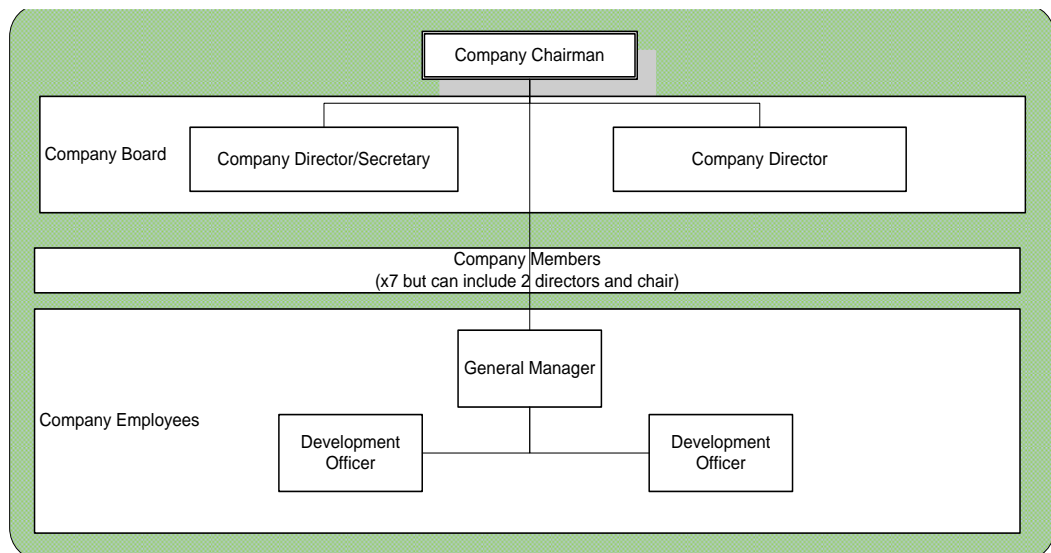 Company Chairman
Company Board
Company Director/Secretary
Company Director
Company Members
(x7 but can include 2 directors and chair)
General Manager
Company Employees
Development
Officer
Development
Officer